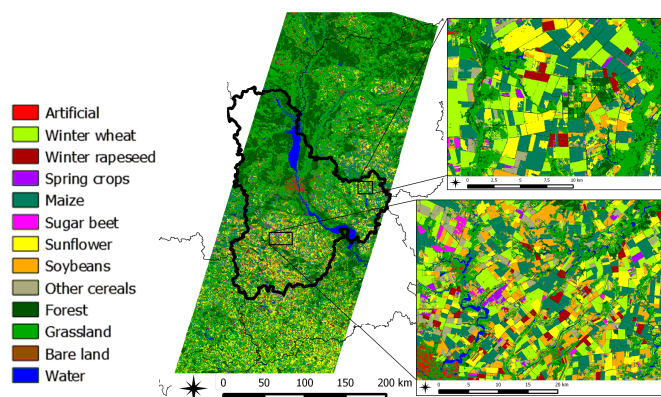 Artificial
Winter wheat
Winter rapeseed
Spring crops
Maize
Sugar beet
Sunflower
Soybeans
Other cereals
Forest
Grassland
Bare land
Water
0 2.5 5 7.5 10 km
0 5 10 15 20 km
0 50 100 150 200 km